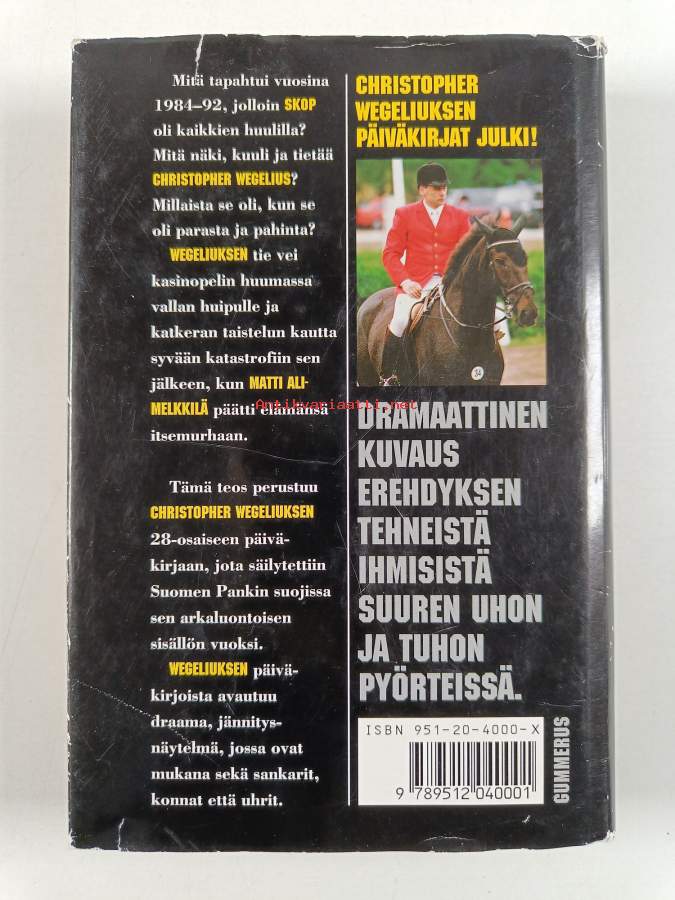 Mitä tapahtui vuosina
1984–92, jolloin SKOP
oli kaikkien huulilla?
Mitä näki, kuuli ja tietää
CHRISTOPHER WEGELIUS?
Millaista se oli, kun se
oli parasta ja pahinta?
WEGELIUKSEN tie vei
kasinopelin huumassa
vallan huipulle ja
katkeran taistelun kautta
syvään katastrofiin sen
jälkeen, kun MATTI ALI-
MELKKILÄ päätti elämänsä
itsemurhaan.
Tämä teos perustuu
CHRISTOPHER WEGELIUKSEN
28-osaiseen päivä-
kirjaan, jota säilytettiin
Suomen Pankin suojissa
sen arkaluontoisen
sisällön vuoksi.
WEGELIUKSEN päivä-
kirjoista avautuu
draama, jännitys-
näytelmä, jossa ovat
mukana sekä sankarit,
konnat että uhrit.
CHRISTOPHER
WEGELIUKSEN
PÄIVÄKIRJAT JULKI!
34
Antikvariaatti.net
DRAMAATTINEN
KUVAUS
EREHDYKSEN
TEHNEISTÄ
IHMISISTÄ
SUUREN UHON
JA TUHON
PYÖRTEISSÄ.
ISBN 951-20-4000-X
9 789512 040001
GUMMERUS